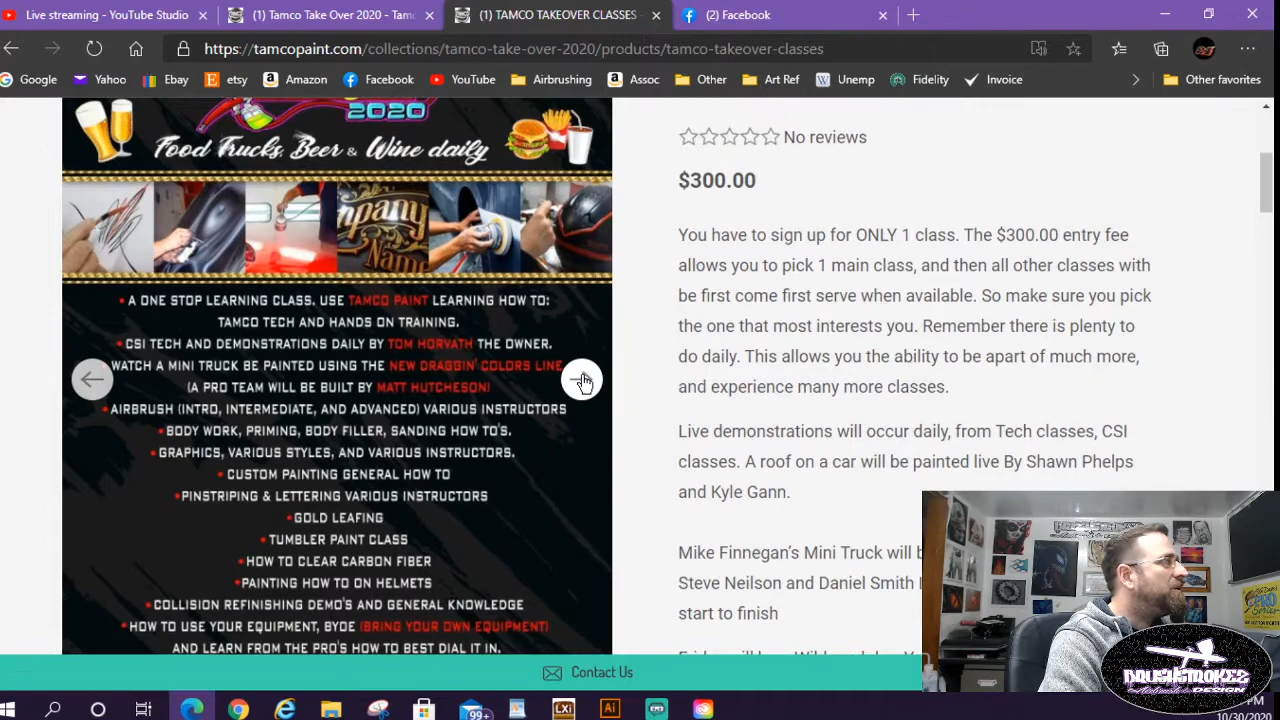 Live streaming - YouTube Studio
(1) Tamco Take Over 2020 - Tamc
(1) TAMCO TAKEOVER CLASSES -
(2) Facebook
https://tamcopaint.com/collections/tamco-take-over-2020/products/tamco-takeover-classes
Google
Yahoo
Ebay
etsy
Amazon
Facebook
YouTube
Airbrushing
Assoc
Other
Art Ref
Unemp
Fidelity
Invoice
Other favorites
2020
Food Trucks, Beer & Wine daily
Company
Name
• A ONE STOP LEARNING CLASS. USE TAMCO PAINT LEARNING HOW TO:
TAMCO TECH AND HANDS ON TRAINING.
• CSI TECH AND DEMONSTRATIONS DAILY BY TOM HORVATH THE OWNER.
WATCH A MINI TRUCK BE PAINTED USING THE NEW DRAGGIN' COLORS LINE
(A PRO TEAM WILL BE BUILT BY MATT HUTCHESON)
• AIRBRUSH (INTRO, INTERMEDIATE, AND ADVANCED) VARIOUS INSTRUCTORS
• BODY WORK, PRIMING, BODY FILLER, SANDING HOW TO'S.
• GRAPHICS, VARIOUS STYLES, AND VARIOUS INSTRUCTORS.
• CUSTOM PAINTING GENERAL HOW TO
• PINSTRIPING & LETTERING VARIOUS INSTRUCTORS
• GOLD LEAFING
• TUMBLER PAINT CLASS
• HOW TO CLEAR CARBON FIBER
• PAINTING HOW TO ON HELMETS
• COLLISION REFINISHING DEMO'S AND GENERAL KNOWLEDGE
• HOW TO USE YOUR EQUIPMENT, BYOE (BRING YOUR OWN EQUIPMENT)
AND LEARN FROM THE PRO'S HOW TO BEST DIAL IT IN.
No reviews
$300.00
You have to sign up for ONLY 1 class. The $300.00 entry fee
allows you to pick 1 main class, and then all other classes with
be first come first serve when available. So make sure you pick
the one that most interests you. Remember there is plenty to
do daily. This allows you the ability to be apart of much more,
and experience many more classes.
Live demonstrations will occur daily, from Tech classes, CSI
classes. A roof on a car will be painted live By Shawn Phelps
and Kyle Gann.
Mike Finnegan's Mini Truck will b
Steve Neilson and Daniel Smith
start to finish
Contact Us
BRUSHSTROKEZ
DESIGN
99+
LXi
Ai
PM
10/30/2020